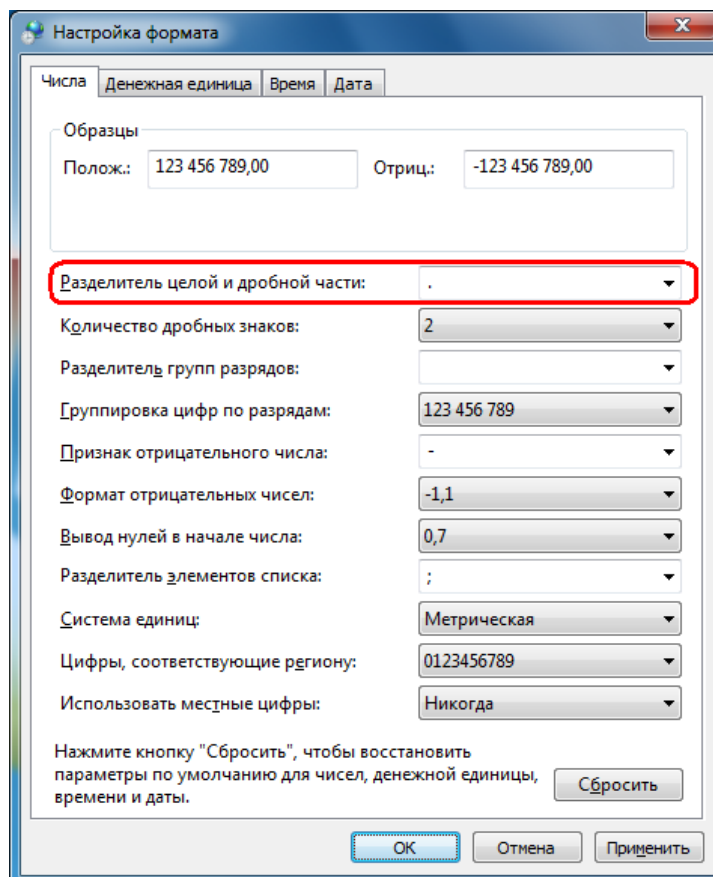 Настройка формата
Числа Денежная единица Время Дата
Образцы
Полож.: 123 456 789,00 Отриц.: -123 456 789,00
Разделитель целой и дробной части: .
Количество дробных знаков: 2
Разделитель групп разрядов:
Группировка цифр по разрядам: 123 456 789
Признак отрицательного числа: -
Формат отрицательных чисел: -1,1
Вывод нулей в начале числа: 0,7
Разделитель элементов списка: ;
Система единиц: Метрическая
Цифры, соответствующие региону: 0123456789
Использовать местные цифры: Никогда
Нажмите кнопку "Сбросить", чтобы восстановить
параметры по умолчанию для чисел, денежной единицы,
времени и даты.
Сбросить
ОК Отмена Применить